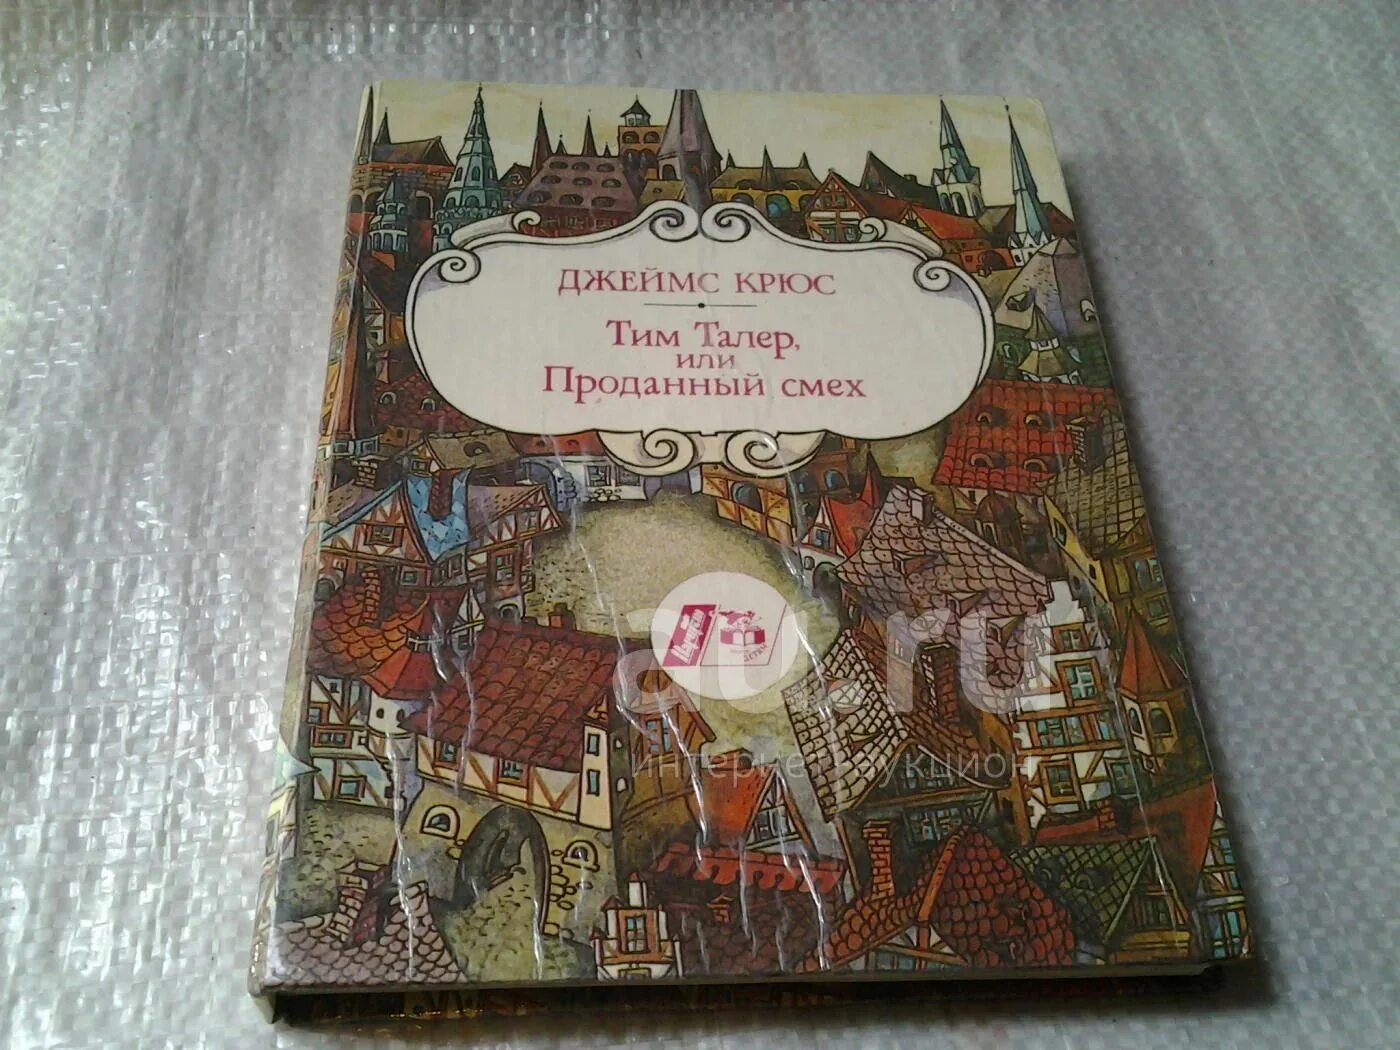 ДЖЕЙМС КРЮС
Тим Талер,
или
Проданный смех
au.ru
интернет-аукцион